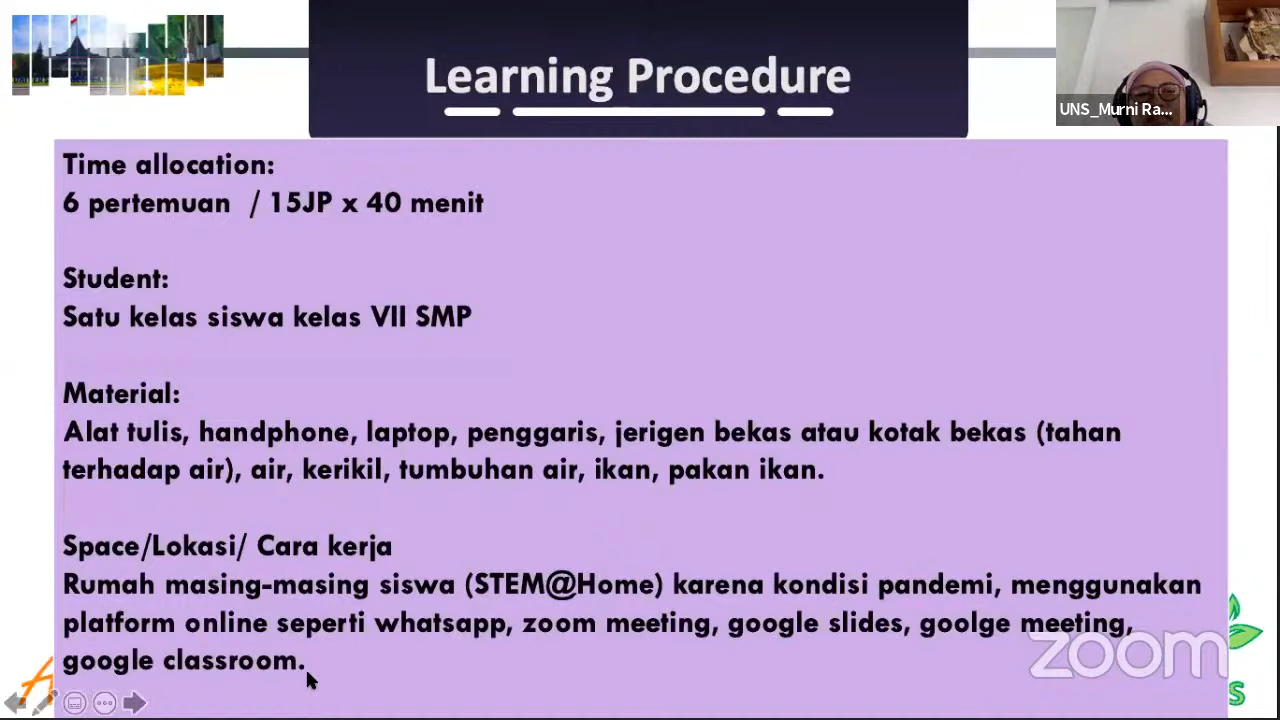 Learning Procedure
UNS_Murni Ra...
Time allocation:
6 pertemuan / 15JP x 40 menit
Student:
Satu kelas siswa kelas VII SMP
Material:
Alat tulis, handphone, laptop, penggaris, jerigen bekas atau kotak bekas (tahan
terhadap air), air, kerikil, tumbuhan air, ikan, pakan ikan.
Space/Lokasi/ Cara kerja
Rumah masing-masing siswa (STEM@Home) karena kondisi pandemi, menggunakan
platform online seperti whatsapp, zoom meeting, google slides, goolge meeting,
google classroom.
zoom